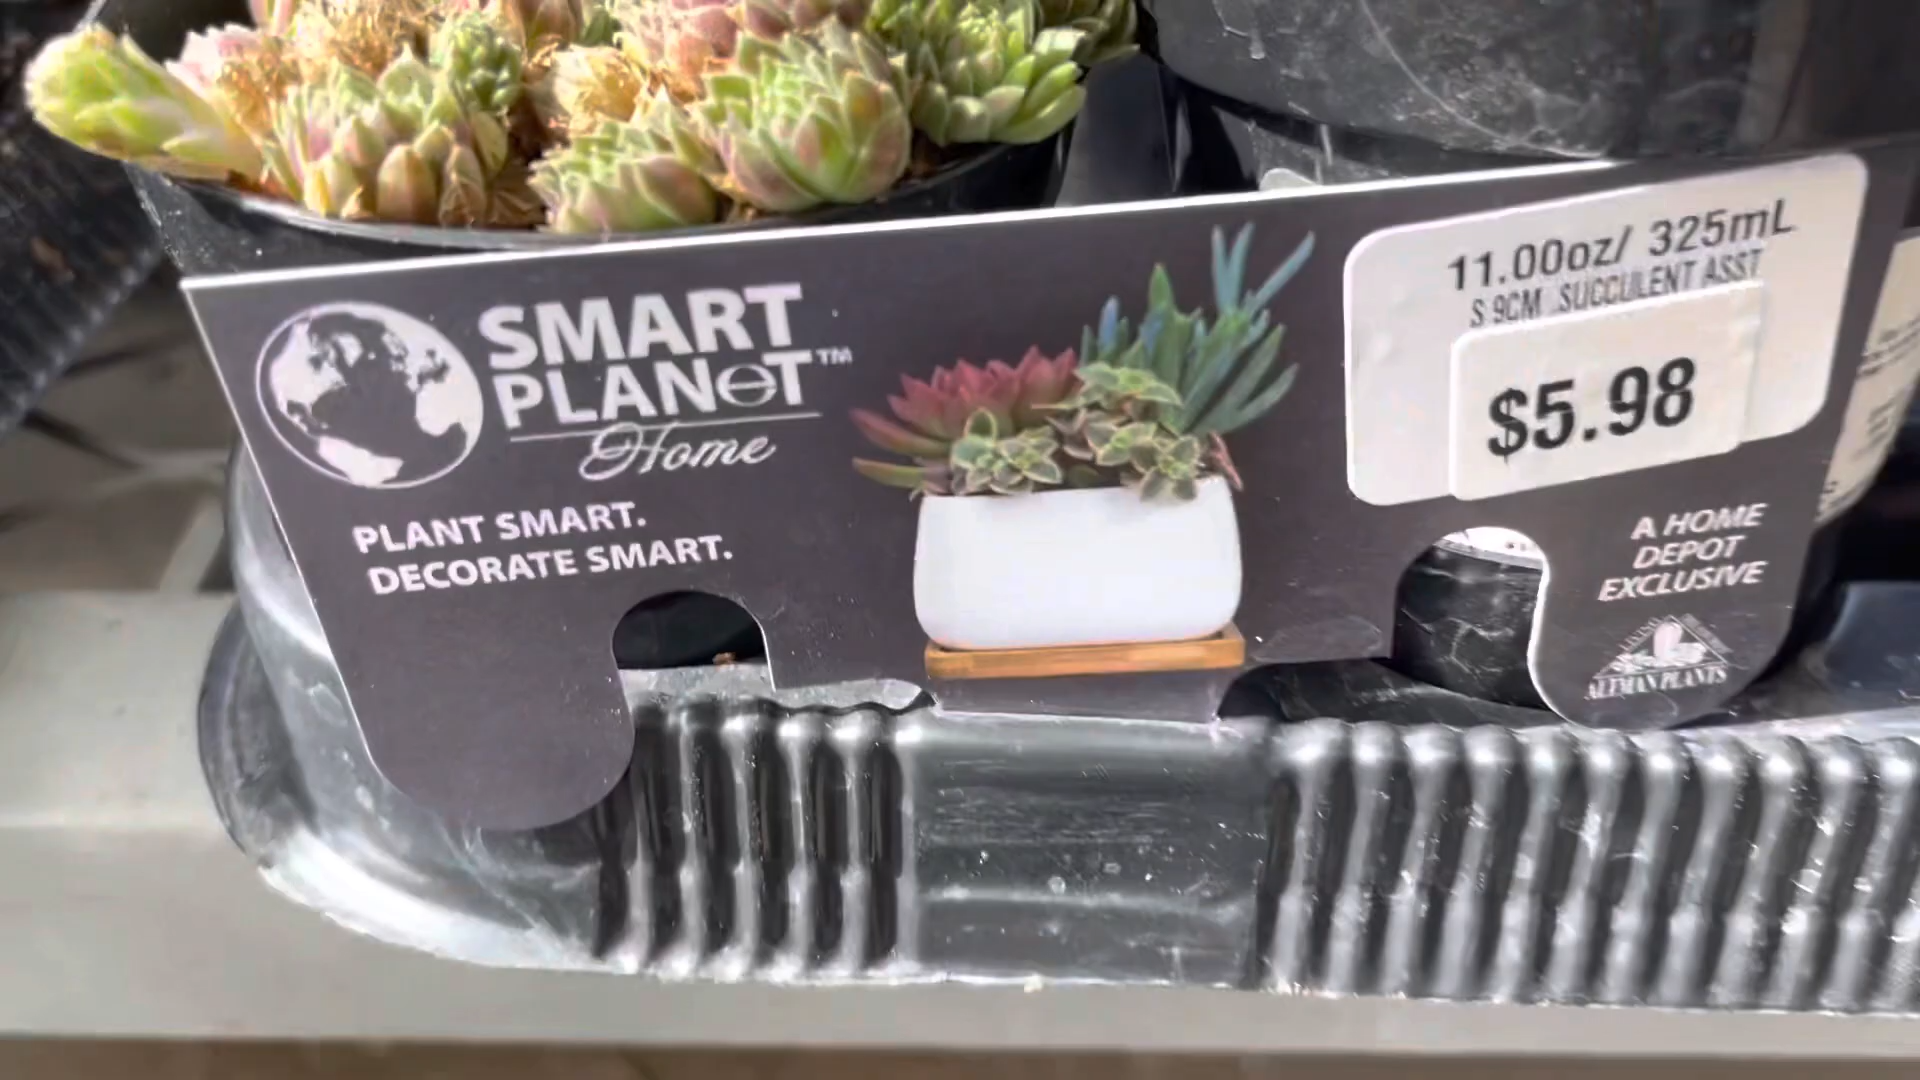 SMART
PLANET™
Home
PLANT SMART.
DECORATE SMART.
11.00oz/ 325mL
S 9CM .SUCCULENT ASST
$5.98
A HOME
DEPOT
EXCLUSIVE
LIVING
ALTMAN PLANTS